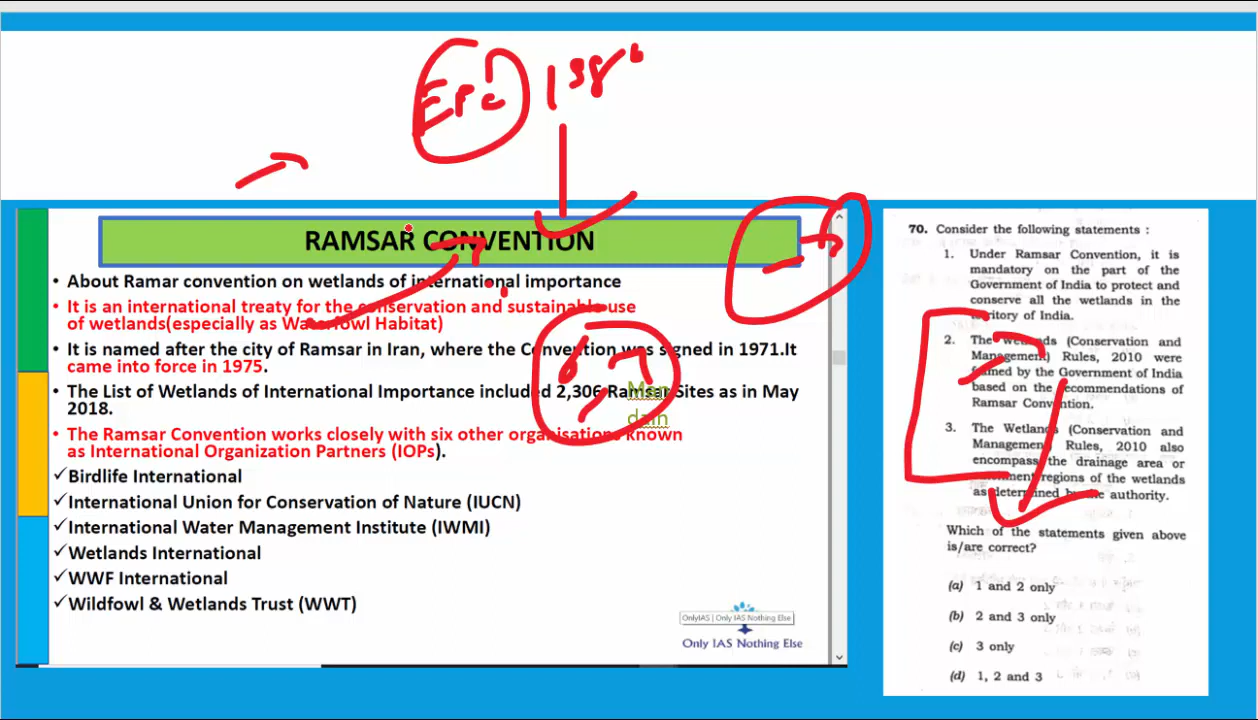 EPC 1986
RAMSAR CONVENTION
• About Ramar convention on wetlands of international importance
• It is an international treaty for the conservation and sustainable use
of wetlands(especially as Waterfowl Habitat)
• It is named after the city of Ramsar in Iran, where the Convention was signed in 1971.It
came into force in 1975.
• The List of Wetlands of International Importance included 2,306 Ramsar Sites as in May
2018.
• The Ramsar Convention works closely with six other organisations known
as International Organization Partners (IOPs).
✓Birdlife International
✓International Union for Conservation of Nature (IUCN)
✓International Water Management Institute (IWMI)
✓Wetlands International
✓WWF International
✓Wildfowl & Wetlands Trust (WWT)
Man
dain
OnlyIAS | Only IAS Nothing Else
Only IAS Nothing Else
70. Consider the following statements :
1. Under Ramsar Convention, it is
mandatory on the part of the
Government of India to protect and
conserve all the wetlands in the
territory of India.
2. The Wetlands (Conservation and
Management) Rules, 2010 were
framed by the Government of India
based on the recommendations of
Ramsar Convention.
3. The Wetlands (Conservation and
Management) Rules, 2010 also
encompass the drainage area or
catchment regions of the wetlands
as determined by the authority.
Which of the statements given above
is/are correct?
(a) 1 and 2 only
(b) 2 and 3 only
(c) 3 only
(d) 1, 2 and 3